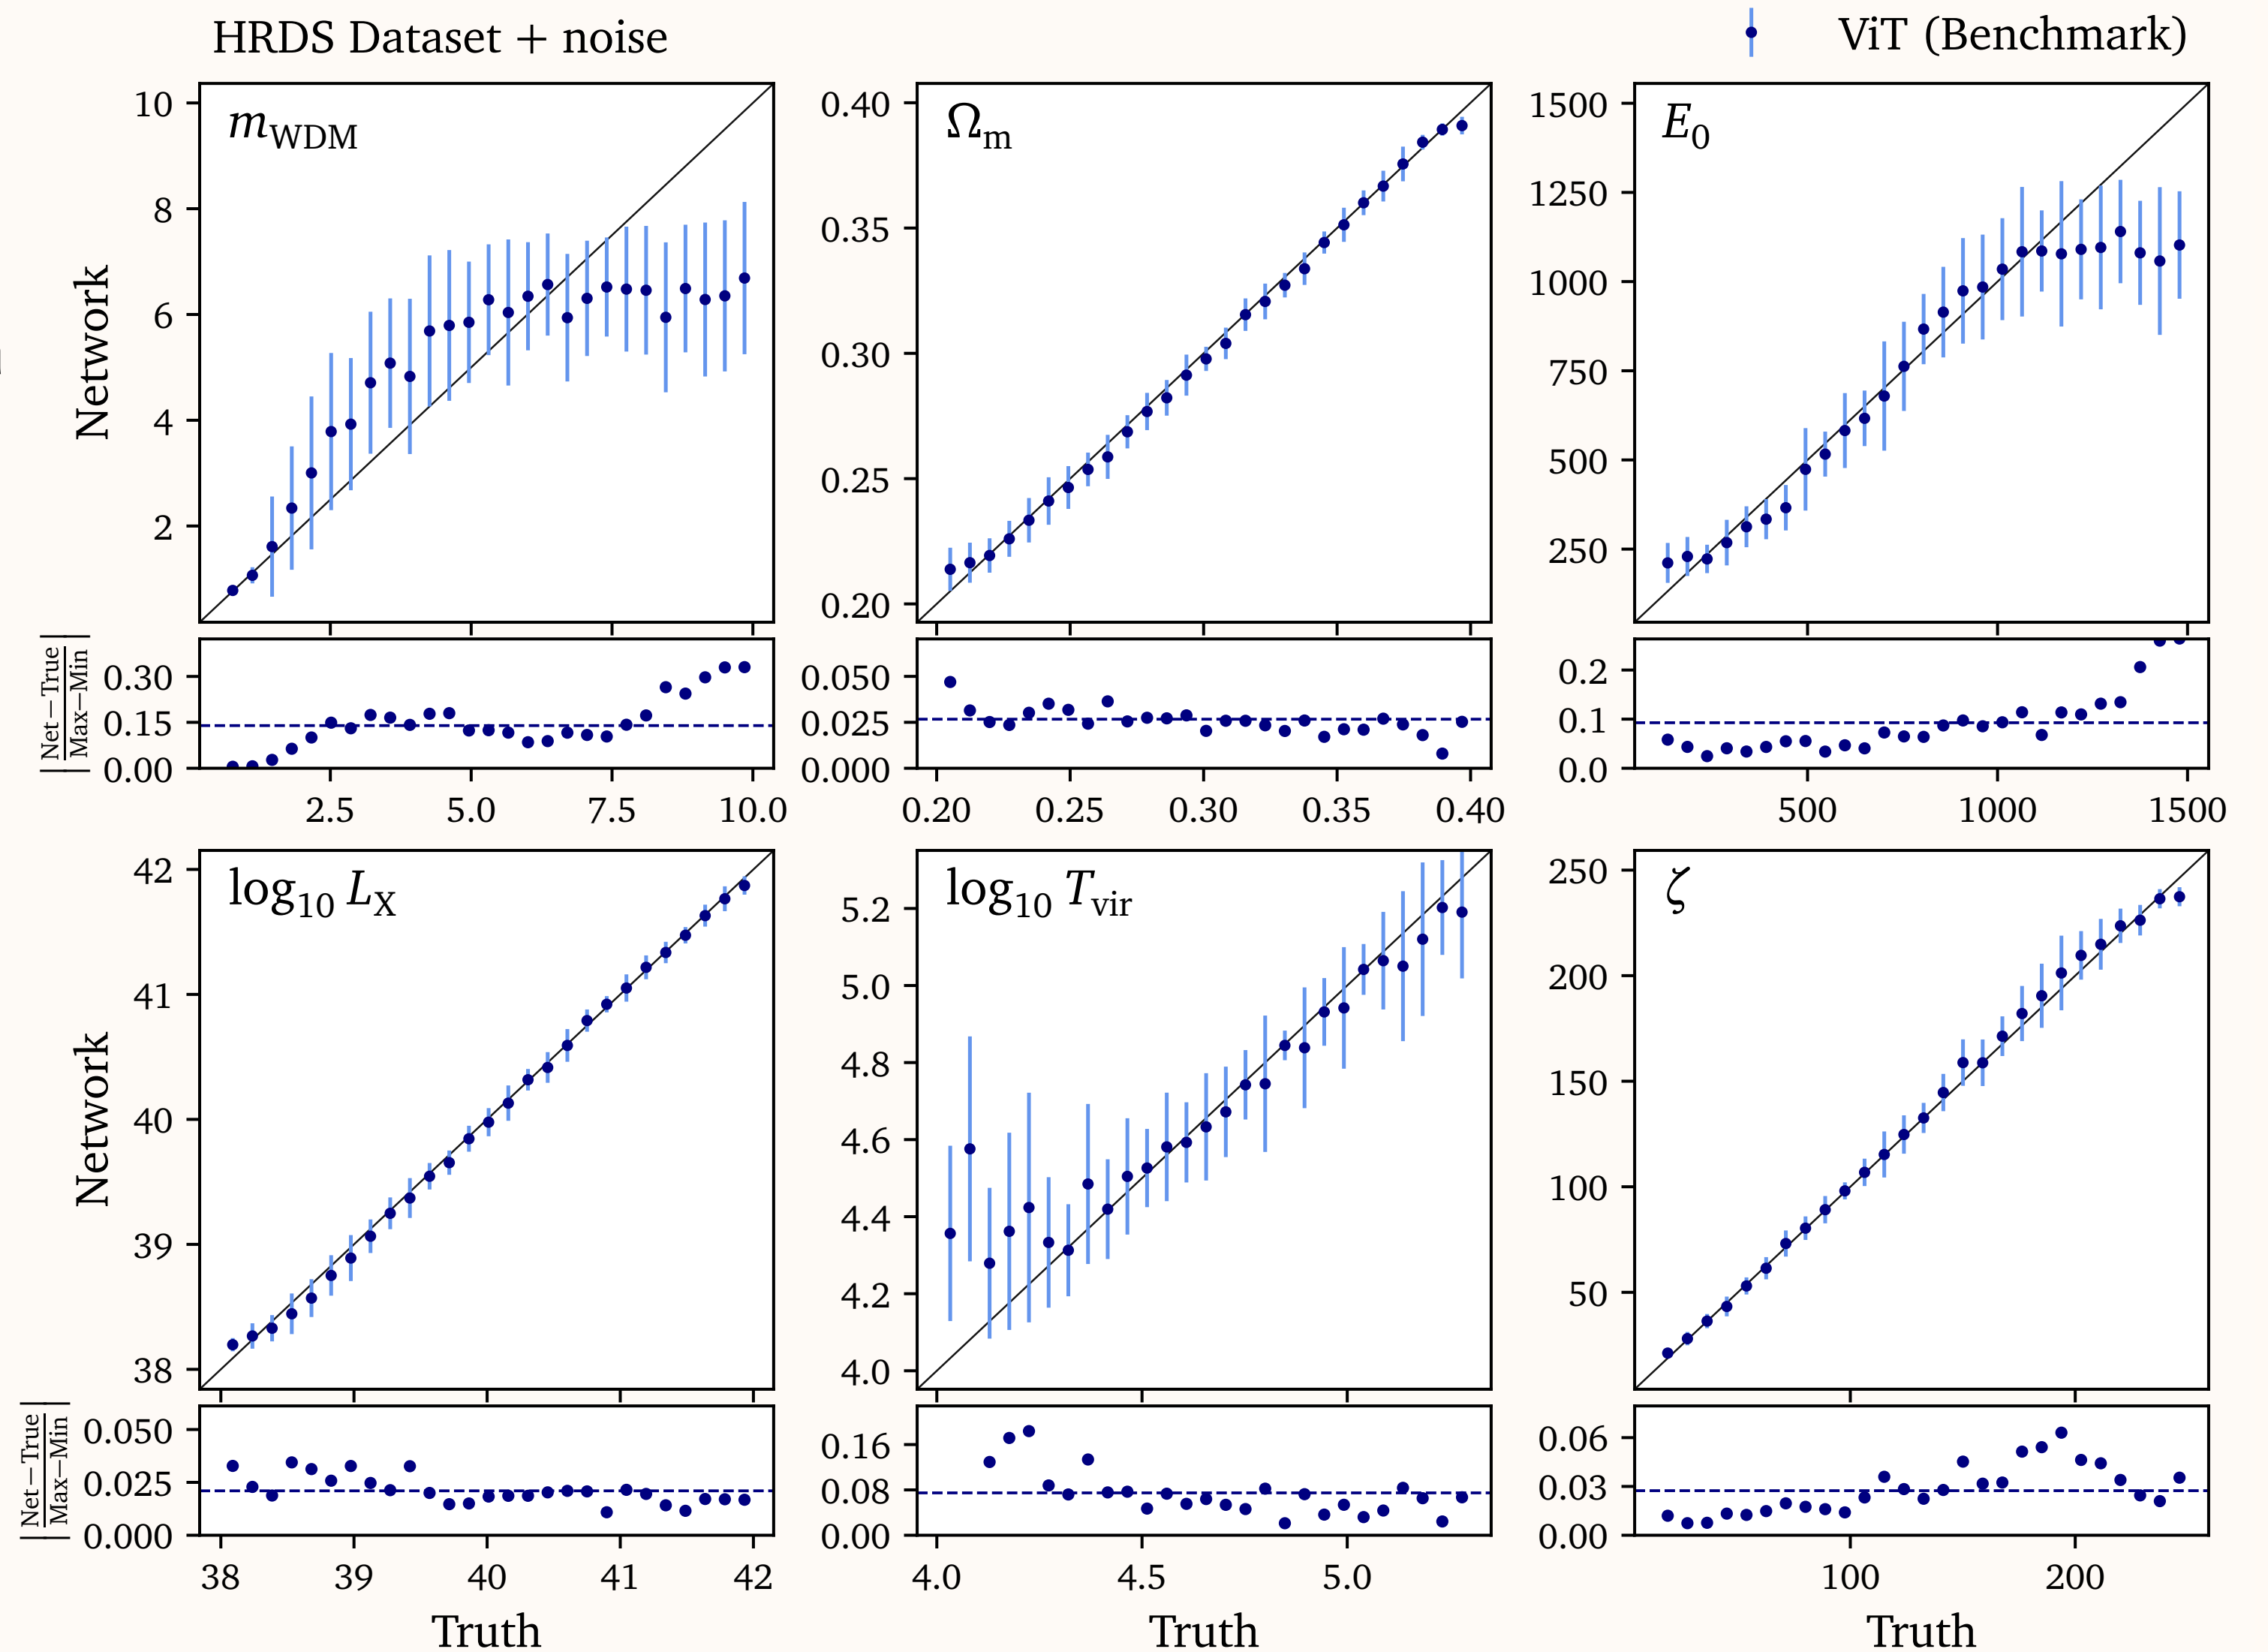 HRDS Dataset + noise
ViT (Benchmark)
m_WDM
Ω_m
E_0
Network
10
8
6
4
2
0.40
0.35
0.30
0.25
0.20
1500
1250
1000
750
500
250
|Net−True / Max−Min|
0.30
0.15
0.00
0.050
0.025
0.000
0.2
0.1
0.0
2.5 5.0 7.5 10.0
0.20 0.25 0.30 0.35 0.40
500 1000 1500
log₁₀ L_X
log₁₀ T_vir
ζ
Network
42
41
40
39
38
5.2
5.0
4.8
4.6
4.4
4.2
4.0
250
200
150
100
50
|Net−True / Max−Min|
0.050
0.025
0.000
0.16
0.08
0.00
0.06
0.03
0.00
38 39 40 41 42
4.0 4.5 5.0
100 200
Truth
Truth
Truth